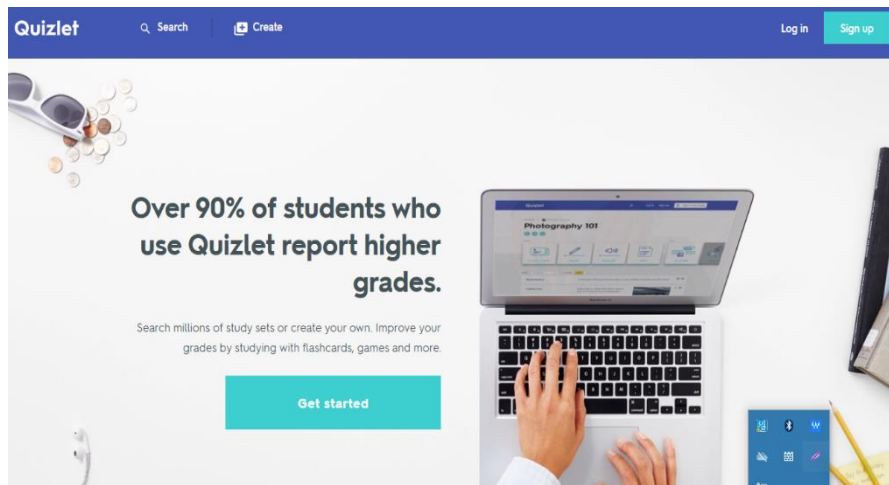 Quizlet
Search
Create
Log in
Sign up
Over 90% of students who
use Quizlet report higher
grades.
Search millions of study sets or create your own. Improve your
grades by studying with flashcards, games and more.
Get started
Photography 101